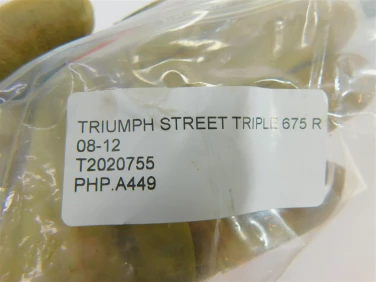 TRIUMPH STREET TRIPLE 675 R
08-12
T2020755
PHP.A449